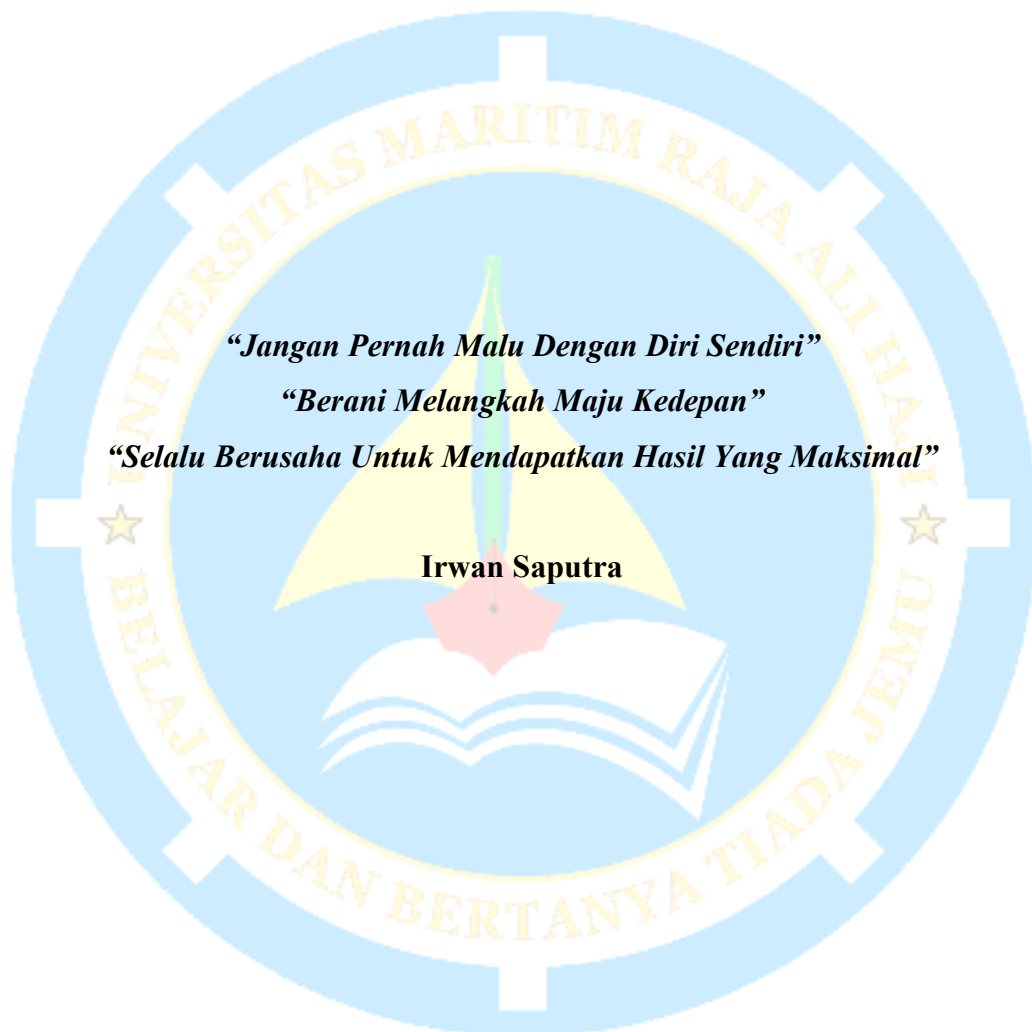 UNIVERSITAS MARITIM RAJA ALI HAJI
“Jangan Pernah Malu Dengan Diri Sendiri”
“Berani Melangkah Maju Kedepan”
“Selalu Berusaha Untuk Mendapatkan Hasil Yang Maksimal”
Irwan Saputra
BELAJAR DAN BERTANYA TIADA JEMU